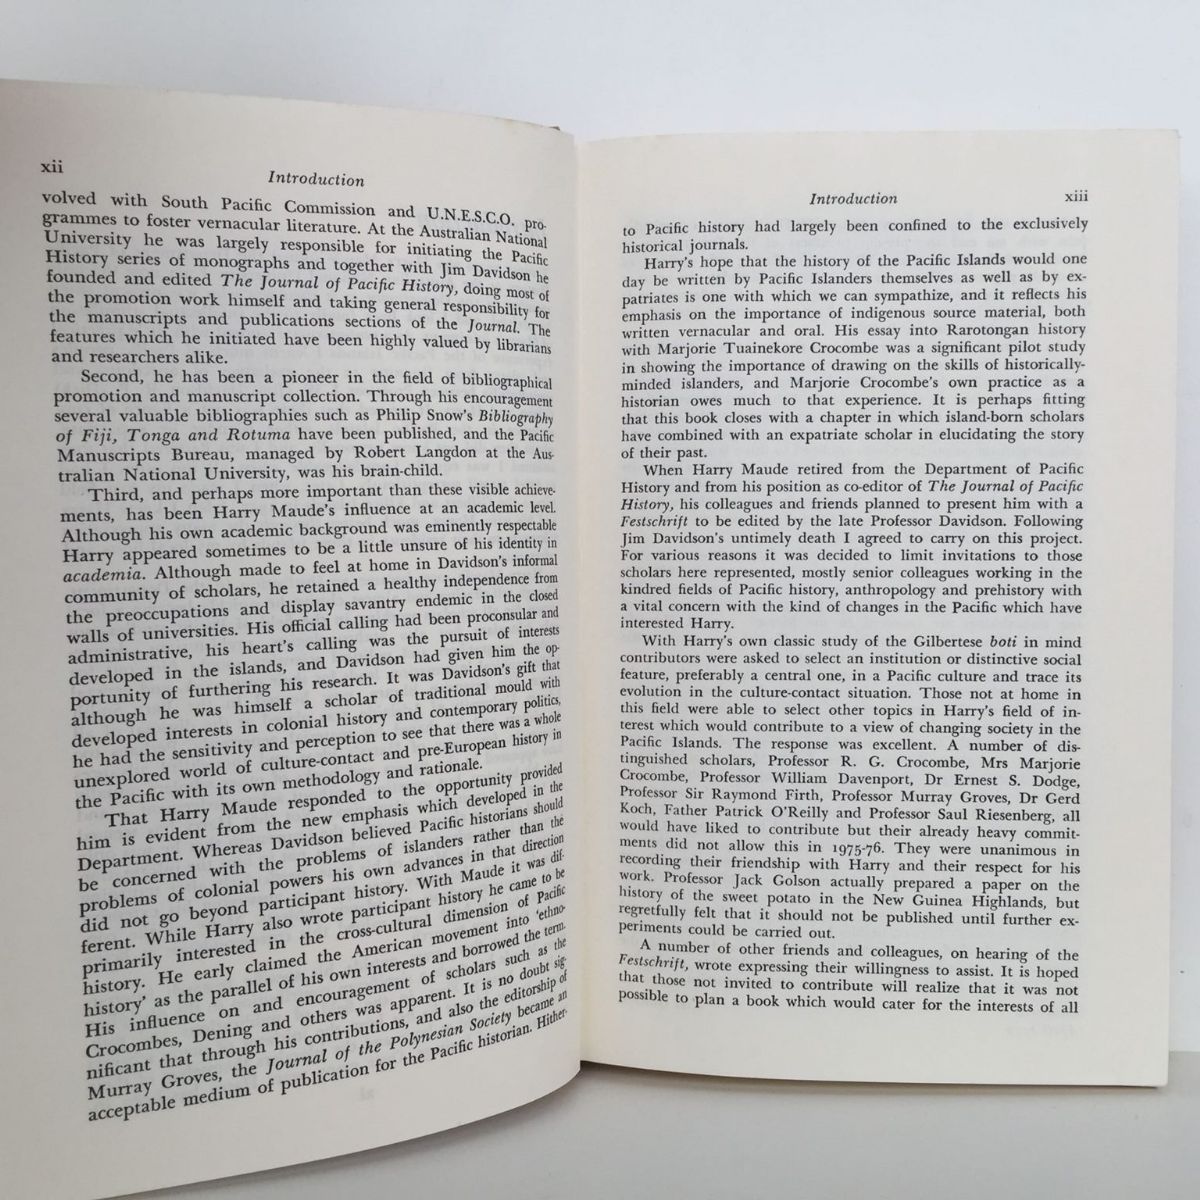 xii
Introduction
volved with South Pacific Commission and U.N.E.S.C.O. pro-
grammes to foster vernacular literature. At the Australian National
University he was largely responsible for initiating the Pacific
History series of monographs and together with Jim Davidson he
founded and edited The Journal of Pacific History, doing most of
the promotion work himself and taking general responsibility for
the manuscripts and publications sections of the Journal. The
features which he initiated have been highly valued by librarians
and researchers alike.
Second, he has been a pioneer in the field of bibliographical
promotion and manuscript collection. Through his encouragement
several valuable bibliographies such as Philip Snow's Bibliography
of Fiji, Tonga and Rotuma have been published, and the Pacific
Manuscripts Bureau, managed by Robert Langdon at the Aus-
tralian National University, was his brain-child.
Third, and perhaps more important than these visible achieve-
ments, has been Harry Maude's influence at an academic level.
Although his own academic background was eminently respectable
Harry appeared sometimes to be a little unsure of his identity in
academia. Although made to feel at home in Davidson's informal
community of scholars, he retained a healthy independence from
the preoccupations and display savantry endemic in the closed
walls of universities. His official calling had been proconsular and
administrative, his heart's calling was the pursuit of interests
developed in the islands, and Davidson had given him the op-
portunity of furthering his research. It was Davidson's gift that
although he was himself a scholar of traditional mould with
developed interests in colonial history and contemporary politics,
he had the sensitivity and perception to see that there was a whole
unexplored world of culture-contact and pre-European history in
the Pacific with its own methodology and rationale.
That Harry Maude responded to the opportunity provided
him is evident from the new emphasis which developed in the
Department. Whereas Davidson believed Pacific historians should
be concerned with the problems of islanders rather than the
problems of colonial powers his own advances in that direction
did not go beyond participant history. With Maude it was dif-
ferent. While Harry also wrote participant history he came to be
primarily interested in the cross-cultural dimension of Pacific
history. He early claimed the American movement into 'ethno-
history' as the parallel of his own interests and borrowed the term.
His influence on and encouragement of scholars such as the
Crocombes, Dening and others was apparent. It is no doubt sig-
nificant that through his contributions, and also the editorship of
Murray Groves, the Journal of the Polynesian Society became an
acceptable medium of publication for the Pacific historian. Hither-
Introduction
xiii
to Pacific history had largely been confined to the exclusively
historical journals.
Harry's hope that the history of the Pacific Islands would one
day be written by Pacific Islanders themselves as well as by ex-
patriates is one with which we can sympathize, and it reflects his
emphasis on the importance of indigenous source material, both
written vernacular and oral. His essay into Rarotongan history
with Marjorie Tuainekore Crocombe was a significant pilot study
in showing the importance of drawing on the skills of historically-
minded islanders, and Marjorie Crocombe's own practice as a
historian owes much to that experience. It is perhaps fitting
that this book closes with a chapter in which island-born scholars
have combined with an expatriate scholar in elucidating the story
of their past.
When Harry Maude retired from the Department of Pacific
History and from his position as co-editor of The Journal of Pacific
History, his colleagues and friends planned to present him with a
Festschrift to be edited by the late Professor Davidson. Following
Jim Davidson's untimely death I agreed to carry on this project.
For various reasons it was decided to limit invitations to those
scholars here represented, mostly senior colleagues working in the
kindred fields of Pacific history, anthropology and prehistory with
a vital concern with the kind of changes in the Pacific which have
interested Harry.
With Harry's own classic study of the Gilbertese boti in mind
contributors were asked to select an institution or distinctive social
feature, preferably a central one, in a Pacific culture and trace its
evolution in the culture-contact situation. Those not at home in
this field were able to select other topics in Harry's field of in-
terest which would contribute to a view of changing society in the
Pacific Islands. The response was excellent. A number of dis-
tinguished scholars, Professor R. G. Crocombe, Mrs Marjorie
Crocombe, Professor William Davenport, Dr Ernest S. Dodge,
Professor Sir Raymond Firth, Professor Murray Groves, Dr Gerd
Koch, Father Patrick O'Reilly and Professor Saul Riesenberg, all
would have liked to contribute but their already heavy commit-
ments did not allow this in 1975-76. They were unanimous in
recording their friendship with Harry and their respect for his
work. Professor Jack Golson actually prepared a paper on the
history of the sweet potato in the New Guinea Highlands, but
regretfully felt that it should not be published until further ex-
periments could be carried out.
A number of other friends and colleagues, on hearing of the
Festschrift, wrote expressing their willingness to assist. It is hoped
that those not invited to contribute will realize that it was not
possible to plan a book which would cater for the interests of all